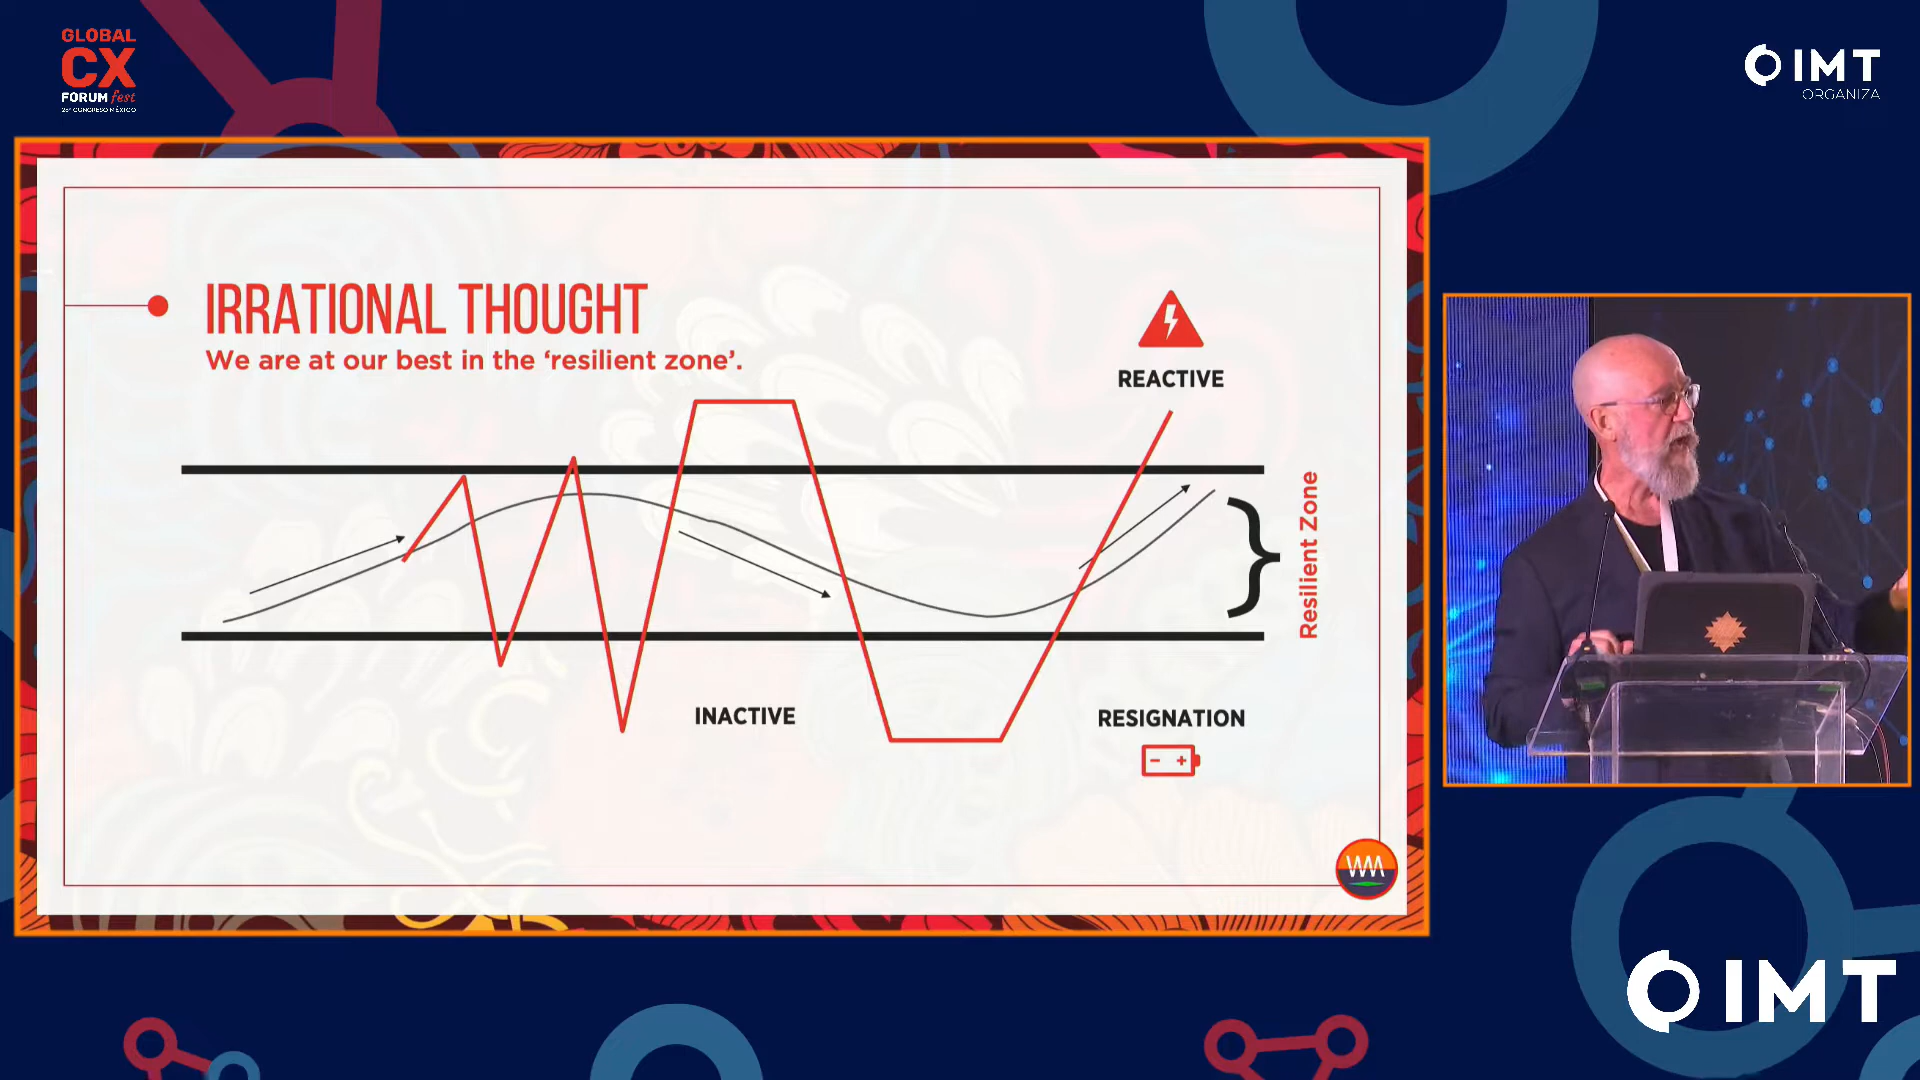 GLOBAL
CX
FORUM fest
IMT
ORGANIZA
IRRATIONAL THOUGHT
We are at our best in the ‘resilient zone’.
REACTIVE
Resilient Zone
INACTIVE
RESIGNATION
IMT